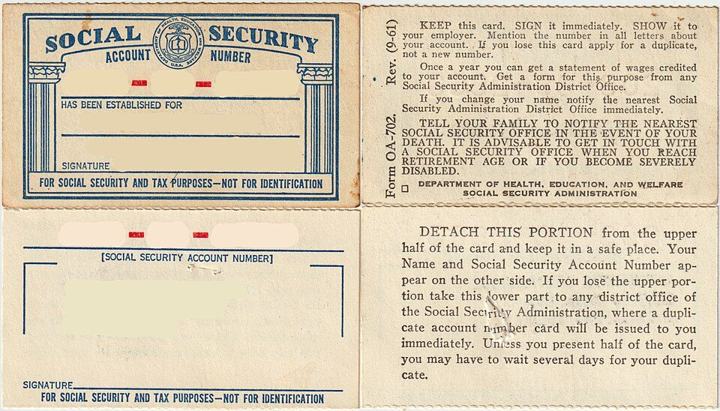 SOCIAL SECURITY
ACCOUNT NUMBER
HAS BEEN ESTABLISHED FOR
SIGNATURE
FOR SOCIAL SECURITY AND TAX PURPOSES—NOT FOR IDENTIFICATION
KEEP this card. SIGN it immediately. SHOW it to
your employer. Mention the number in all letters about
your account. If you lose this card apply for a duplicate,
not a new number.
Once a year you can get a statement of wages credited
to your account. Get a form for this purpose from any
Social Security Administration District Office.
If you change your name notify the nearest Social
Security Administration District Office immediately.
TELL YOUR FAMILY TO NOTIFY THE NEAREST
SOCIAL SECURITY OFFICE IN THE EVENT OF YOUR
DEATH. IT IS ADVISABLE TO GET IN TOUCH WITH
A SOCIAL SECURITY OFFICE WHEN YOU REACH
RETIREMENT AGE OR IF YOU BECOME SEVERELY
DISABLED.
DEPARTMENT OF HEALTH, EDUCATION, AND WELFARE
SOCIAL SECURITY ADMINISTRATION
Form OA-702. Rev. (9-61)
[SOCIAL SECURITY ACCOUNT NUMBER]
SIGNATURE
FOR SOCIAL SECURITY AND TAX PURPOSES—NOT FOR IDENTIFICATION
DETACH THIS PORTION from the upper
half of the card and keep it in a safe place. Your
Name and Social Security Account Number ap-
pear on the other side. If you lose the upper por-
tion take this lower part to any district office of
the Social Security Administration, where a dupli-
cate account number card will be issued to you
immediately. Unless you present half of the card,
you may have to wait several days for your dupli-
cate.